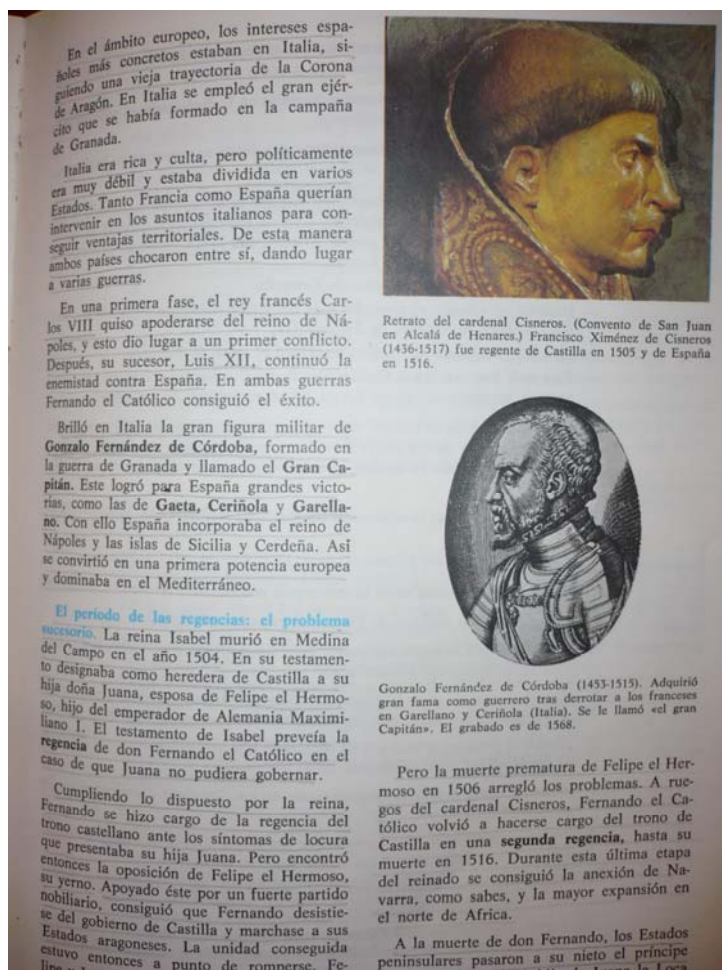 En el ámbito europeo, los intereses espa-
ñoles más concretos estaban en Italia, si-
guiendo una vieja trayectoria de la Corona
de Aragón. En Italia se empleó el gran ejér-
cito que se había formado en la campaña
de Granada.
Italia era rica y culta, pero políticamente
era muy débil y estaba dividida en varios
Estados. Tanto Francia como España querían
intervenir en los asuntos italianos para con-
seguir ventajas territoriales. De esta manera
ambos países chocaron entre sí, dando lugar
a varias guerras.
En una primera fase, el rey francés Car-
los VIII quiso apoderarse del reino de Ná-
poles, y esto dio lugar a un primer conflicto.
Después, su sucesor, Luis XII, continuó la
enemistad contra España. En ambas guerras
Fernando el Católico consiguió el éxito.
Brilló en Italia la gran figura militar de
Gonzalo Fernández de Córdoba, formado en
la guerra de Granada y llamado el Gran Ca-
pitán. Este logró para España grandes victo-
rias, como las de Gaeta, Ceriñola y Garella-
no. Con ello España incorporaba el reino de
Nápoles y las islas de Sicilia y Cerdeña. Así
se convirtió en una primera potencia europea
y dominaba en el Mediterráneo.
El período de las regencias: el problema
sucesorio. La reina Isabel murió en Medina
del Campo en el año 1504. En su testamen-
to designaba como heredera de Castilla a su
hija doña Juana, esposa de Felipe el Hermo-
so, hijo del emperador de Alemania Maximi-
liano I. El testamento de Isabel preveía la
regencia de don Fernando el Católico en el
caso de que Juana no pudiera gobernar.
Cumpliendo lo dispuesto por la reina,
Fernando se hizo cargo de la regencia del
trono castellano ante los síntomas de locura
que presentaba su hija Juana. Pero encontró
entonces la oposición de Felipe el Hermoso,
su yerno. Apoyado éste por un fuerte partido
nobiliario, consiguió que Fernando desistie-
se del gobierno de Castilla y marchase a sus
Estados aragoneses. La unidad conseguida
estuvo entonces a punto de romperse. Fe-
Retrato del cardenal Cisneros. (Convento de San Juan
en Alcalá de Henares.) Francisco Ximénez de Cisneros
(1436-1517) fue regente de Castilla en 1505 y de España
en 1516.
Gonzalo Fernández de Córdoba (1453-1515). Adquirió
gran fama como guerrero tras derrotar a los franceses
en Garellano y Ceriñola (Italia). Se le llamó «el gran
Capitán». El grabado es de 1568.
Pero la muerte prematura de Felipe el Her-
moso en 1506 arregló los problemas. A rue-
gos del cardenal Cisneros, Fernando el Ca-
tólico volvió a hacerse cargo del trono de
Castilla en una segunda regencia, hasta su
muerte en 1516. Durante esta última etapa
del reinado se consiguió la anexión de Na-
varra, como sabes, y la mayor expansión en
el norte de Africa.
A la muerte de don Fernando, los Estados
peninsulares pasaron a su nieto el príncipe